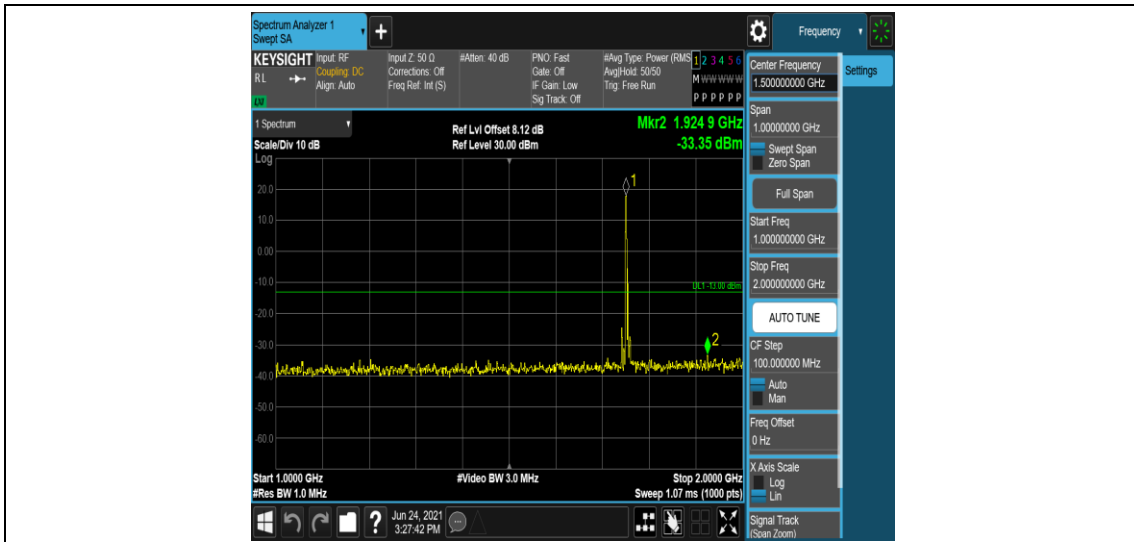 Spectrum Analyzer 1
Swept SA
+
Frequency
KEYSIGHT
RL
LXI
Input: RF
Coupling: DC
Align: Auto
Input Z: 50 Ω
Corrections: Off
Freq Ref: Int (S)
#Atten: 40 dB
PNO: Fast
Gate: Off
IF Gain: Low
Sig Track: Off
#Avg Type: Power (RMS
Avg|Hold: 50/50
Trig: Free Run
1 2 3 4 5 6
M W W W W W
P P P P P P
1 Spectrum
Scale/Div 10 dB
Ref Lvl Offset 8.12 dB
Ref Level 30.00 dBm
Mkr2 1.924 9 GHz
-33.35 dBm
Log
20.0
10.0
0.00
-10.0
-20.0
-30.0
-40.0
-50.0
-60.0
1
DL1 -13.00 dBm
2
Start 1.0000 GHz
#Res BW 1.0 MHz
#Video BW 3.0 MHz
Stop 2.0000 GHz
Sweep 1.07 ms (1000 pts)
Center Frequency
1.500000000 GHz
Span
1.00000000 GHz
Swept Span
Zero Span
Full Span
Start Freq
1.000000000 GHz
Stop Freq
2.000000000 GHz
AUTO TUNE
CF Step
100.000000 MHz
Auto
Man
Freq Offset
0 Hz
X Axis Scale
Log
Lin
Signal Track
(Span Zoom)
Settings
?
Jun 24, 2021
3:27:42 PM